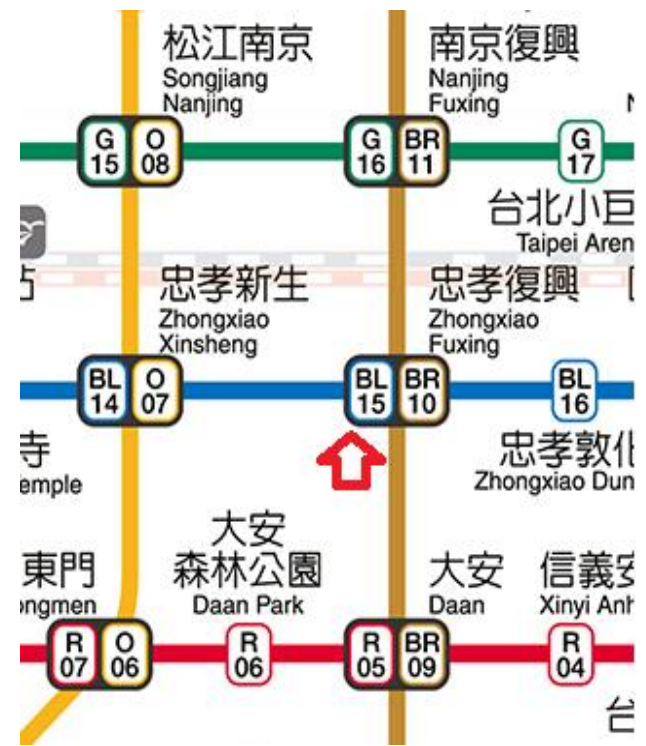 松江南京
Songjiang
Nanjing
南京復興
Nanjing
Fuxing
G
15
O
08
G
16
BR
11
G
17
台北小巨
Taipei Aren
忠孝新生
Zhongxiao
Xinsheng
忠孝復興
Zhongxiao
Fuxing
BL
14
O
07
BL
15
BR
10
BL
16
寺
emple
忠孝敦化
Zhongxiao Dun
大安
森林公園
Daan Park
東門
ongmen
大安
Daan
信義安
Xinyi Anh
R
07
O
06
R
06
R
05
BR
09
R
04
台